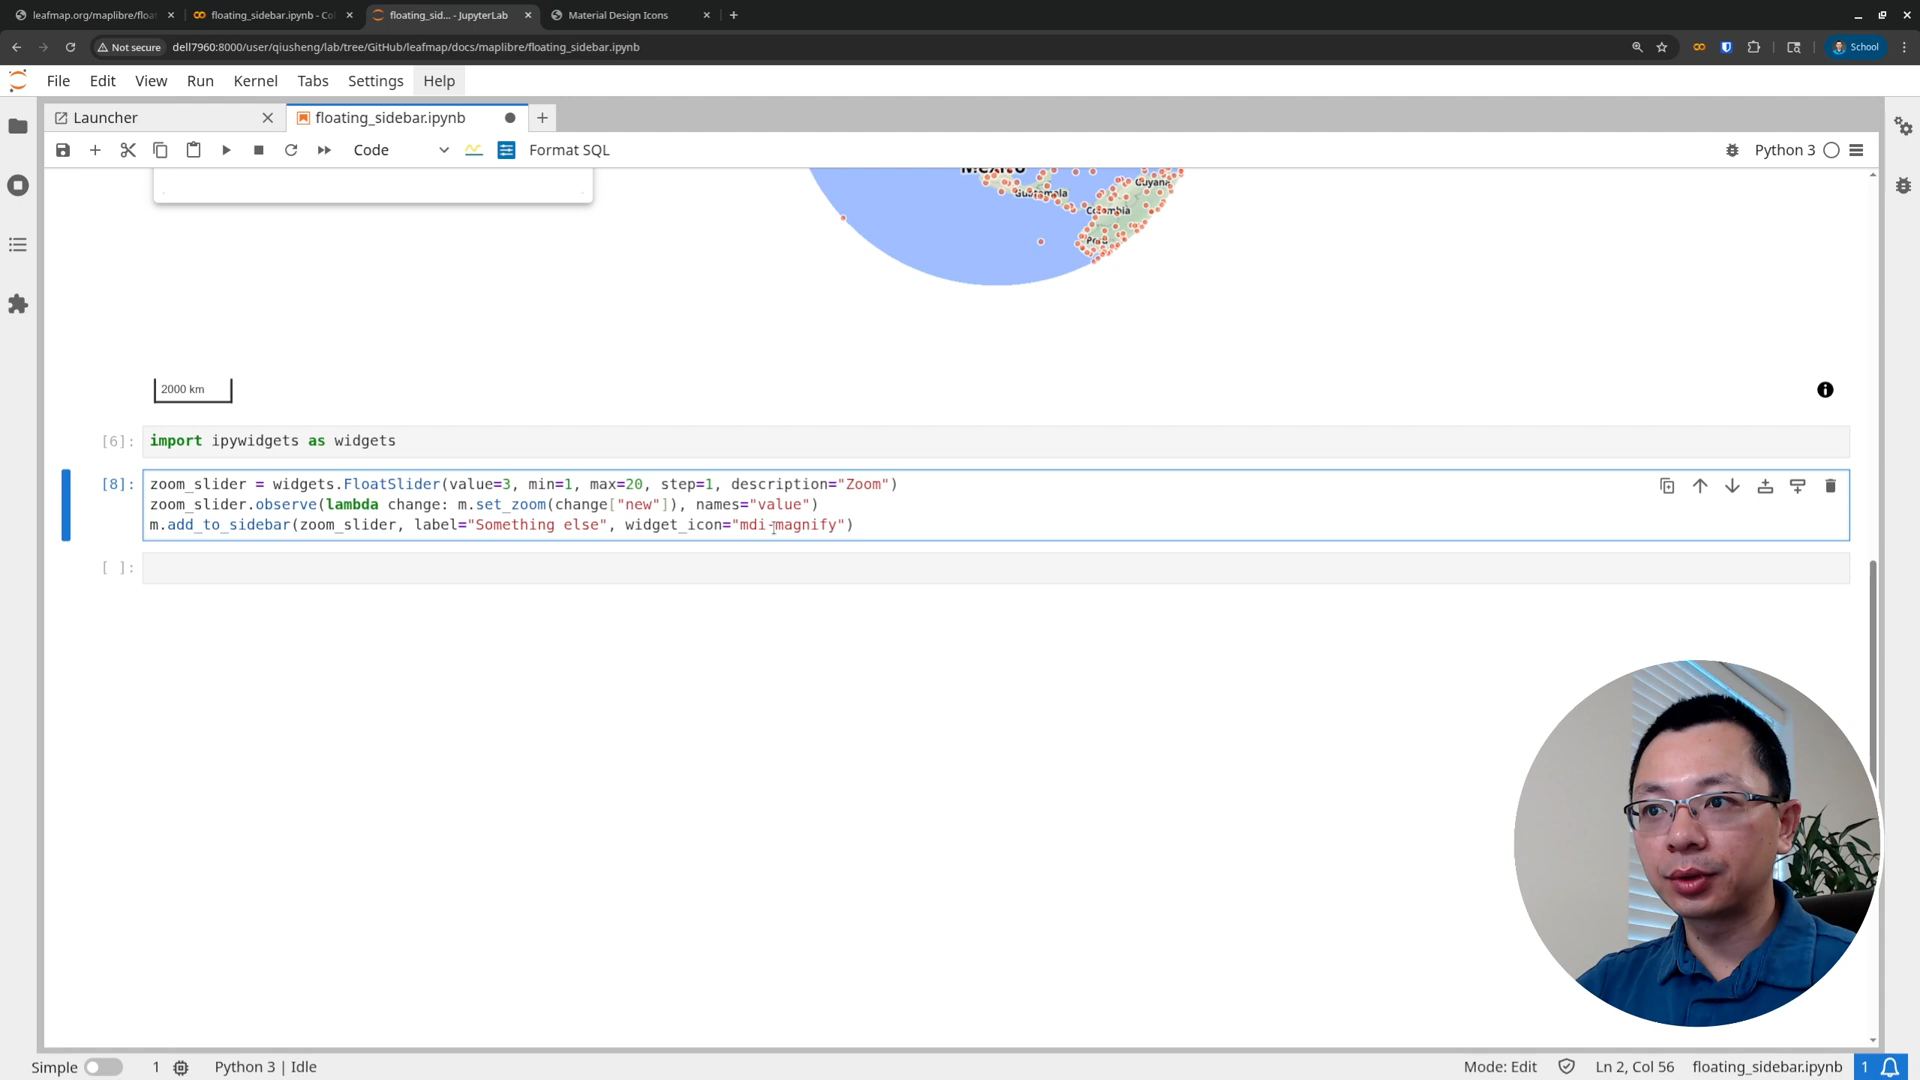 leafmap.org/maplibre/floa
floating_sidebar.ipynb - Co
floating_sid... - JupyterLab
Material Design Icons
Not secure
dell7960:8000/user/qiusheng/lab/tree/GitHub/leafmap/docs/maplibre/floating_sidebar.ipynb
School
File Edit View Run Kernel Tabs Settings Help
Launcher
floating_sidebar.ipynb
Code
Format SQL
Python 3
México
Guatemala
Guyana
Colombia
Perú
2000 km
[6]:
import ipywidgets as widgets
[8]:
zoom_slider = widgets.FloatSlider(value=3, min=1, max=20, step=1, description="Zoom")
zoom_slider.observe(lambda change: m.set_zoom(change["new"]), names="value")
m.add_to_sidebar(zoom_slider, label="Something else", widget_icon="mdi-magnify")
[ ]:
Simple
1
Python 3 | Idle
Mode: Edit
Ln 2, Col 56
floating_sidebar.ipynb
1